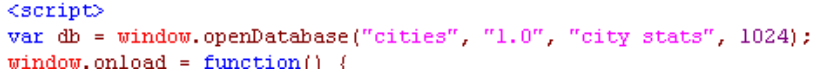 <script>
var db = window.openDatabase("cities", "1.0", "city stats", 1024);
window.onload = function() {